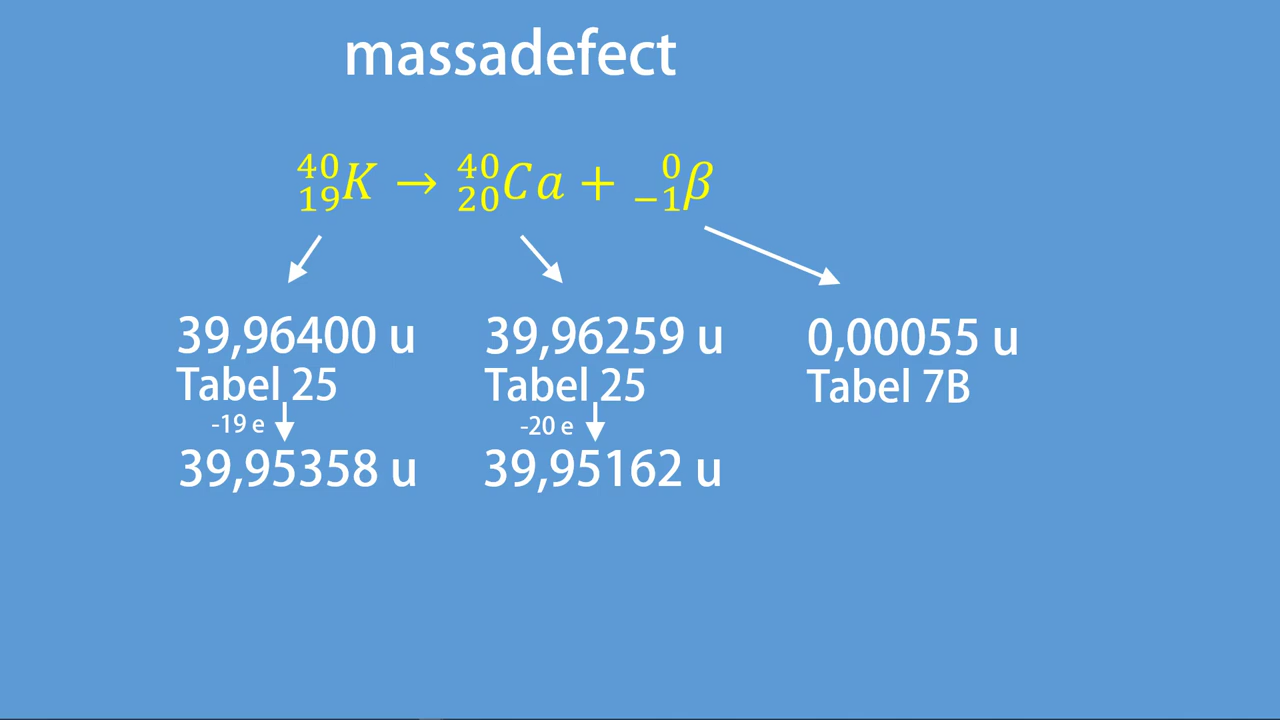 massadefect
⁴⁰₁₉K → ⁴⁰₂₀Ca + ⁰₋₁β
39,96400 u 39,96259 u 0,00055 u
Tabel 25 Tabel 25 Tabel 7B
-19 e -20 e
39,95358 u 39,95162 u